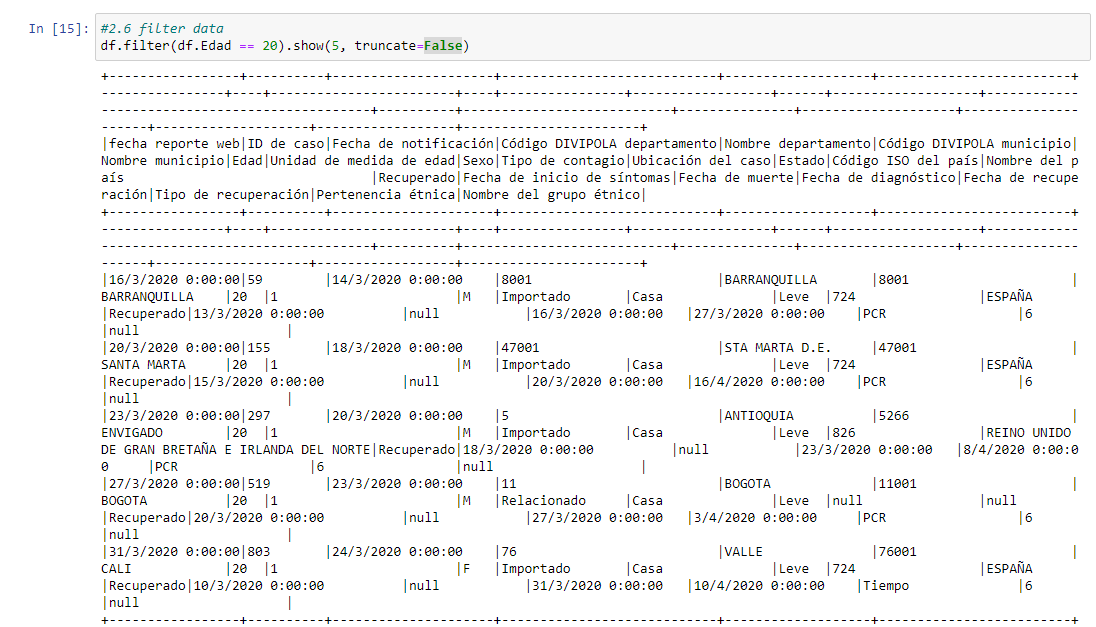 In [15]: #2.6 filter data
df.filter(df.Edad == 20).show(5, truncate=False)
+----------------+----------+--------------------+---------------------------+-------------------+--------------------------+
----------------+----+------------------------+----+----------------+------------------+------+-------------------+-----------
----------------------------------+----------+--------------------------+---------------+--------------------+---------------
------+--------------------+------------------+-----------------------+
|fecha reporte web|ID de caso|Fecha de notificación|Código DIVIPOLA departamento|Nombre departamento|Código DIVIPOLA municipio|
Nombre municipio|Edad|Unidad de medida de edad|Sexo|Tipo de contagio|Ubicación del caso|Estado|Código ISO del país|Nombre del p
aís                               |Recuperado|Fecha de inicio de síntomas|Fecha de muerte|Fecha de diagnóstico|Fecha de recupe
ración|Tipo de recuperación|Pertenencia étnica|Nombre del grupo étnico|
+----------------+----------+--------------------+---------------------------+-------------------+--------------------------+
----------------+----+------------------------+----+----------------+------------------+------+-------------------+-----------
----------------------------------+----------+--------------------------+---------------+--------------------+---------------
------+--------------------+------------------+-----------------------+
|16/3/2020 0:00:00|59        |14/3/2020 0:00:00    |8001                        |BARRANQUILLA       |8001                     |
BARRANQUILLA    |20  |1                       |M   |Importado       |Casa              |Leve  |724                |ESPAÑA
|Recuperado|13/3/2020 0:00:00          |null           |16/3/2020 0:00:00   |27/3/2020 0:00:00    |PCR                 |6
|null                   |
|20/3/2020 0:00:00|155       |18/3/2020 0:00:00    |47001                       |STA MARTA D.E.     |47001                    |
SANTA MARTA     |20  |1                       |M   |Importado       |Casa              |Leve  |724                |ESPAÑA
|Recuperado|15/3/2020 0:00:00          |null           |20/3/2020 0:00:00   |16/4/2020 0:00:00    |PCR                 |6
|null                   |
|23/3/2020 0:00:00|297       |20/3/2020 0:00:00    |5                           |ANTIOQUIA          |5266                     |
ENVIGADO        |20  |1                       |M   |Importado       |Casa              |Leve  |826                |REINO UNIDO
DE GRAN BRETAÑA E IRLANDA DEL NORTE|Recuperado|18/3/2020 0:00:00          |null           |23/3/2020 0:00:00   |8/4/2020 0:00:0
0     |PCR                 |6                 |null                   |
|27/3/2020 0:00:00|519       |23/3/2020 0:00:00    |11                          |BOGOTA             |11001                    |
BOGOTA          |20  |1                       |M   |Relacionado     |Casa              |Leve  |null               |null
|Recuperado|20/3/2020 0:00:00          |null           |27/3/2020 0:00:00   |3/4/2020 0:00:00     |PCR                 |6
|null                   |
|31/3/2020 0:00:00|803       |24/3/2020 0:00:00    |76                          |VALLE              |76001                    |
CALI            |20  |1                       |F   |Importado       |Casa              |Leve  |724                |ESPAÑA
|Recuperado|10/3/2020 0:00:00          |null           |31/3/2020 0:00:00   |10/4/2020 0:00:00    |Tiempo              |6
|null                   |
+----------------+----------+--------------------+---------------------------+-------------------+--------------------------+